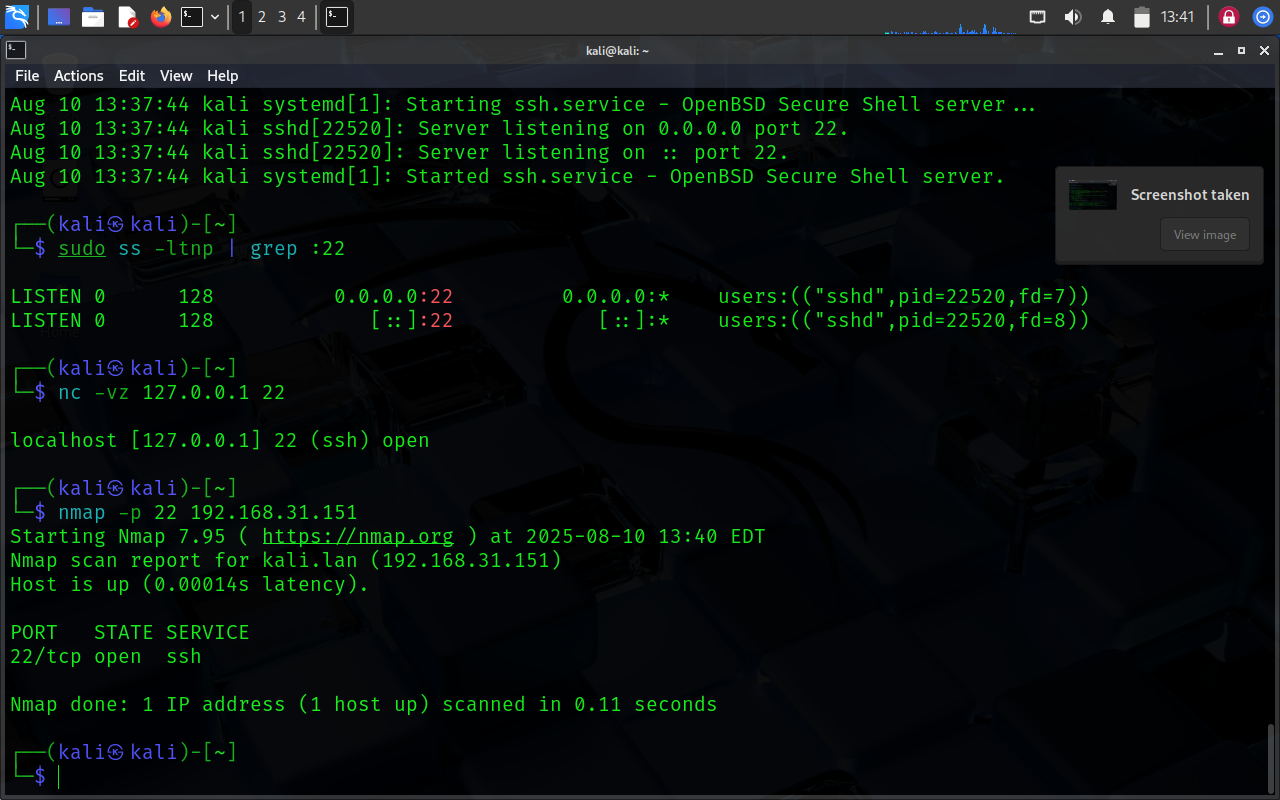 1 2 3 4
13:41
kali@kali: ~
File Actions Edit View Help
Aug 10 13:37:44 kali systemd[1]: Starting ssh.service - OpenBSD Secure Shell server...
Aug 10 13:37:44 kali sshd[22520]: Server listening on 0.0.0.0 port 22.
Aug 10 13:37:44 kali sshd[22520]: Server listening on :: port 22.
Aug 10 13:37:44 kali systemd[1]: Started ssh.service - OpenBSD Secure Shell server.
Screenshot taken
View image
┌──(kali㉿kali)-[~]
└─$ sudo ss -ltnp | grep :22
LISTEN 0      128          0.0.0.0:22         0.0.0.0:*    users:(("sshd",pid=22520,fd=7))
LISTEN 0      128             [::]:22            [::]:*    users:(("sshd",pid=22520,fd=8))
┌──(kali㉿kali)-[~]
└─$ nc -vz 127.0.0.1 22
localhost [127.0.0.1] 22 (ssh) open
┌──(kali㉿kali)-[~]
└─$ nmap -p 22 192.168.31.151
Starting Nmap 7.95 ( https://nmap.org ) at 2025-08-10 13:40 EDT
Nmap scan report for kali.lan (192.168.31.151)
Host is up (0.00014s latency).
PORT   STATE SERVICE
22/tcp open  ssh
Nmap done: 1 IP address (1 host up) scanned in 0.11 seconds
┌──(kali㉿kali)-[~]
└─$